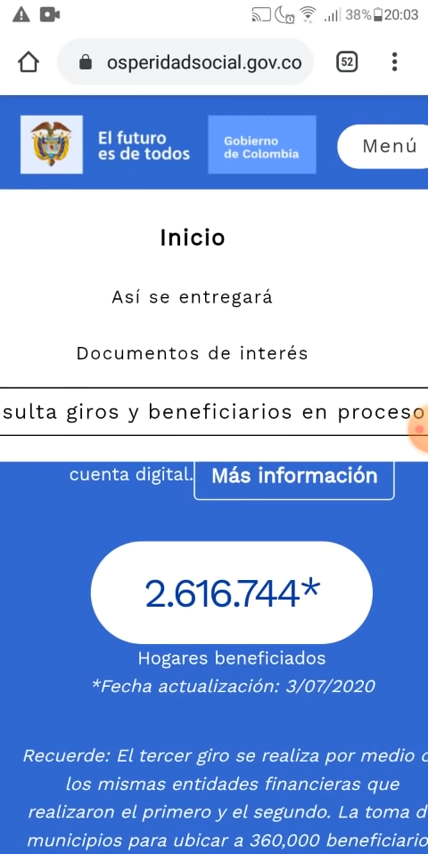 38% 20:03
osperidadsocial.gov.co
52
El futuro
es de todos
Gobierno
de Colombia
Menú
Inicio
Así se entregará
Documentos de interés
sulta giros y beneficiarios en proceso
cuenta digital. Más información
2.616.744*
Hogares beneficiados
*Fecha actualización: 3/07/2020
Recuerde: El tercer giro se realiza por medio
los mismas entidades financieras que
realizaron el primero y el segundo. La toma d
municipios para ubicar a 360,000 beneficiario